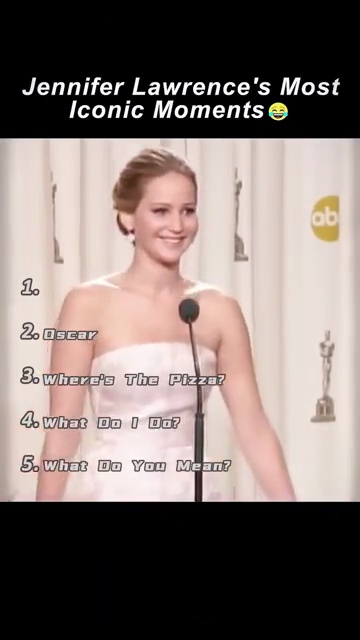 Jennifer Lawrence's Most
Iconic Moments😂
abc
1.
2. Oscar
3. Where's The Pizza?
4. What Do I Do?
5. What Do You Mean?